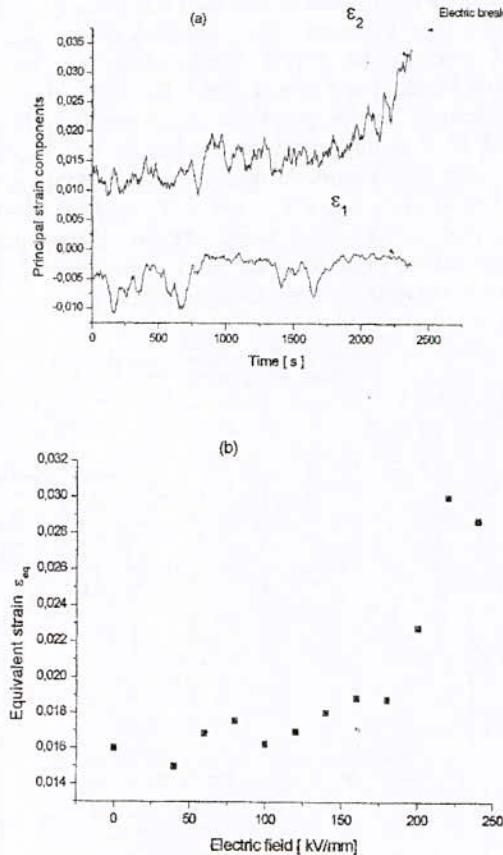 (a)
ε2
Electric break
0,035
0,030
0,025
0,020
0,015
0,010
0,005
0,000
-0,005
-0,010
ε1
Principal strain components
0 500 1000 1500 2000 2500
Time [ s ]
(b)
0,032
0,030
0,028
0,026
0,024
0,022
0,020
0,018
0,016
0,014
Equivalent strain εeq
0 50 100 150 200 250
Electric field [ kV/mm]